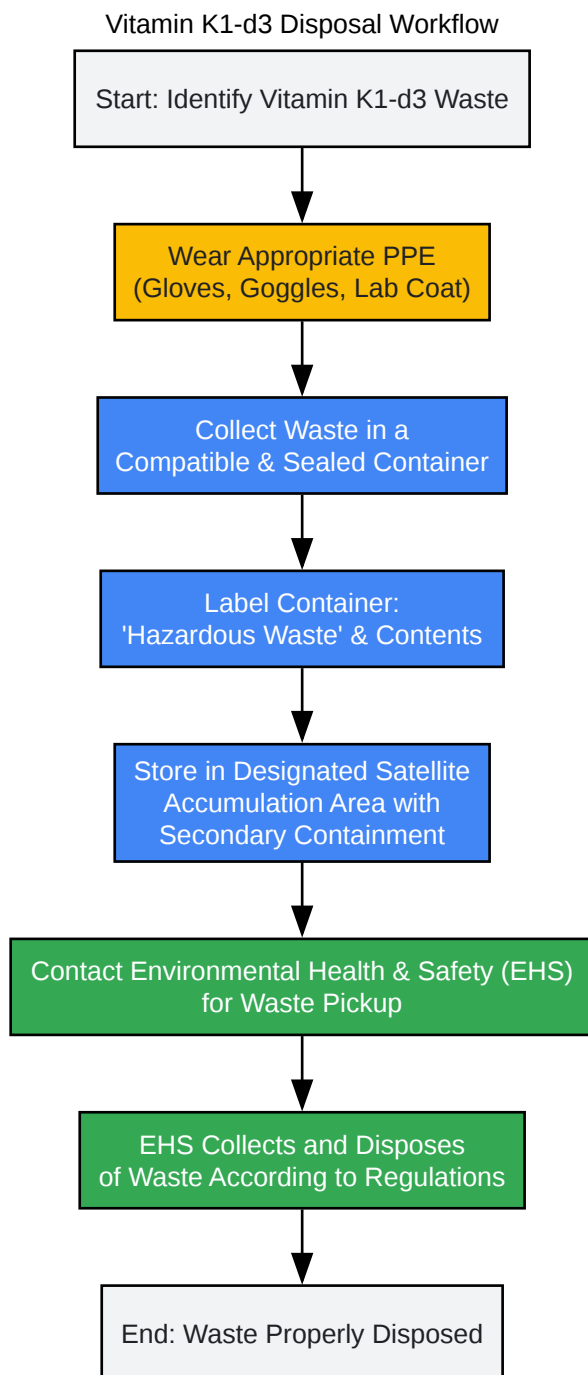 Vitamin K1-d3 Disposal Workflow
Start: Identify Vitamin K1-d3 Waste
Wear Appropriate PPE
(Gloves, Goggles, Lab Coat)
Collect Waste in a
Compatible & Sealed Container
Label Container:
'Hazardous Waste' & Contents
Store in Designated Satellite
Accumulation Area with
Secondary Containment
Contact Environmental Health & Safety (EHS)
for Waste Pickup
EHS Collects and Disposes
of Waste According to Regulations
End: Waste Properly Disposed